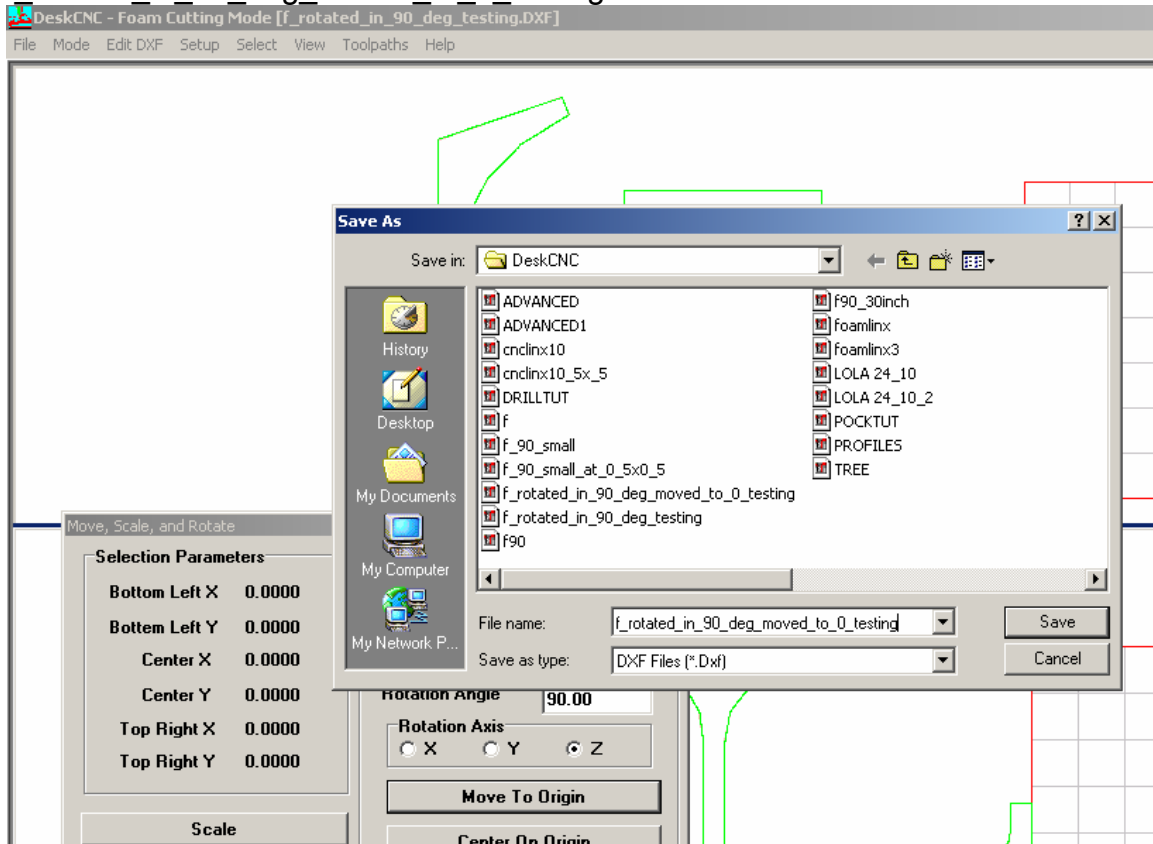 DeskCNC - Foam Cutting Mode [f_rotated_in_90_deg_testing.DXF]
File Mode Edit DXF Setup Select View Toolpaths Help
Save As
Save in: DeskCNC
History
Desktop
My Documents
My Computer
My Network P...
ADVANCED
ADVANCED1
cnclinx10
cnclinx10_5x_5
DRILLTUT
f
f_90_small
f_90_small_at_0_5x0_5
f_rotated_in_90_deg_moved_to_0_testing
f_rotated_in_90_deg_testing
f90
f90_30inch
foamlinx
foamlinx3
LOLA 24_10
LOLA 24_10_2
POCKTUT
PROFILES
TREE
File name: f_rotated_in_90_deg_moved_to_0_testing Save
Save as type: DXF Files (*.Dxf) Cancel
Move, Scale, and Rotate
Selection Parameters
Bottom Left X 0.0000
Bottem Left Y 0.0000
Center X 0.0000
Center Y 0.0000
Top Right X 0.0000
Top Right Y 0.0000
Scale
Rotation Angle 90.00
Rotation Axis
X Y Z
Move To Origin
Center On Origin